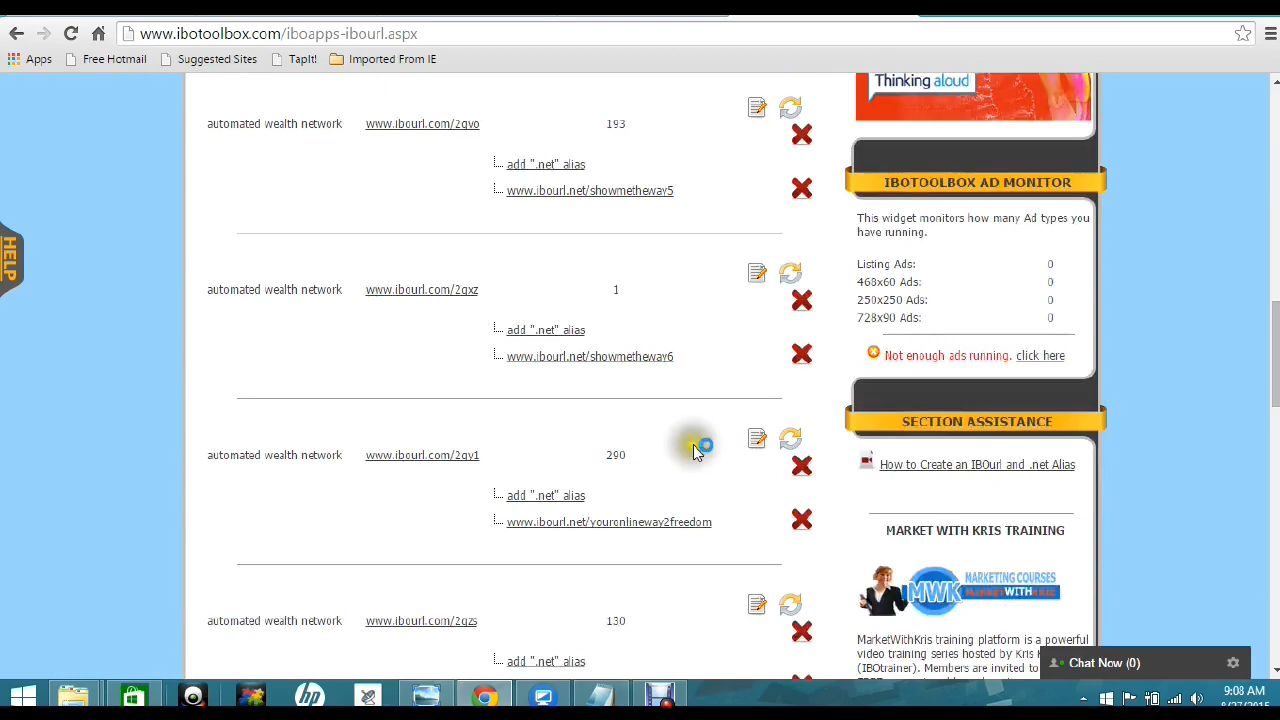 www.ibotoolbox.com/iboapps-ibourl.aspx
Apps Free Hotmail Suggested Sites TapIt! Imported From IE
Thinking aloud
automated wealth network www.ibourl.com/2qvo 193
add ".net" alias
www.ibourl.net/showmetheway5
automated wealth network www.ibourl.com/2qxz 1
add ".net" alias
www.ibourl.net/showmetheway6
automated wealth network www.ibourl.com/2qy1 290
add ".net" alias
www.ibourl.net/youronlineway2freedom
automated wealth network www.ibourl.com/2qzs 130
add ".net" alias
HELP
IBOTOOLBOX AD MONITOR
This widget monitors how many Ad types you
have running.
Listing Ads: 0
468x60 Ads: 0
250x250 Ads: 0
728x90 Ads: 0
Not enough ads running. click here
SECTION ASSISTANCE
How to Create an IBOurl and .net Alias
MARKET WITH KRIS TRAINING
MWK MARKETING COURSES
MARKETWITHKRIS
MarketWithKris training platform is a powerful
video training series hosted by Kris
(IBOtrainer). Members are invited to
Chat Now (0)
hp
9:08 AM